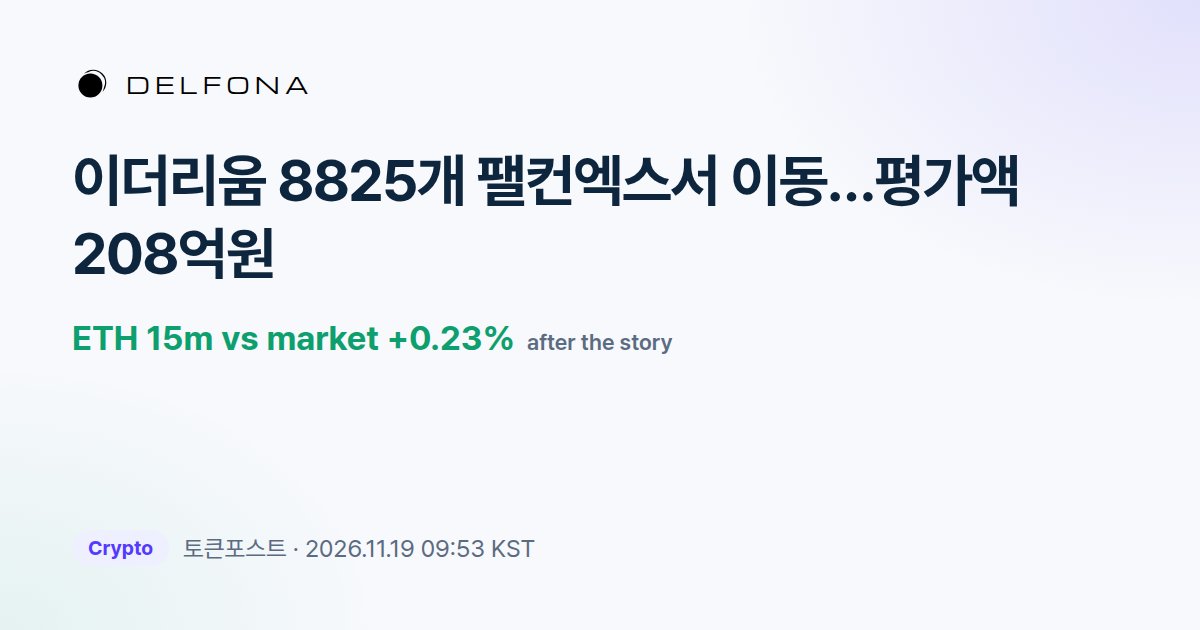 DELFONA
이더리움 8825개 팰컨엑스서 이동...평가액
208억원
ETH 15m vs market +0.23% after the story
Crypto 토큰포스트 · 2026.11.19 09:53 KST